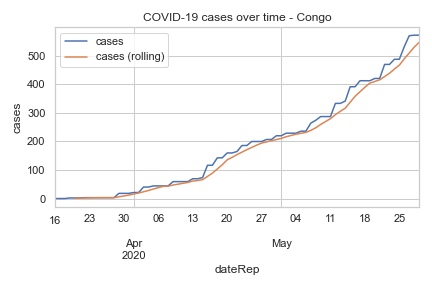 COVID-19 cases over time - Congo
cases
cases (rolling)
500
400
300
200
100
0
cases
16 23 30 06 13 20 27 04 11 18 25
Apr May
2020
dateRep